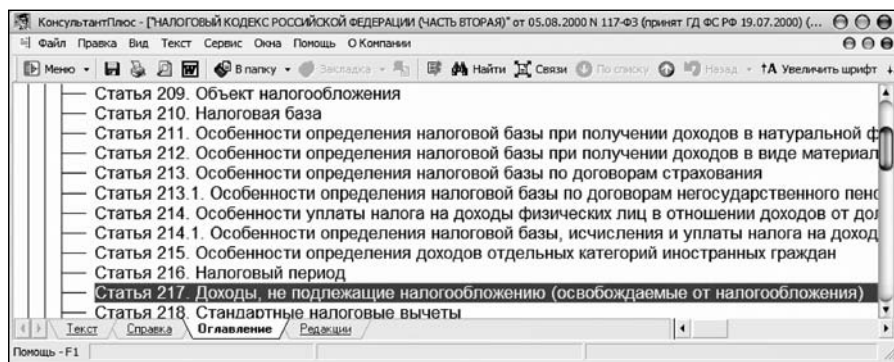 КонсультантПлюс - ["НАЛОГОВЫЙ КОДЕКС РОССИЙСКОЙ ФЕДЕРАЦИИ (ЧАСТЬ ВТОРАЯ)" от 05.08.2000 N 117-ФЗ (принят ГД ФС РФ 19.07.2000) (...
Файл Правка Вид Текст Сервис Окна Помощь О Компании
Меню В папку Закладка Найти Связи По списку Назад Увеличить шрифт
Статья 209. Объект налогообложения
Статья 210. Налоговая база
Статья 211. Особенности определения налоговой базы при получении доходов в натуральной ф
Статья 212. Особенности определения налоговой базы при получении доходов в виде материал
Статья 213. Особенности определения налоговой базы по договорам страхования
Статья 213.1. Особенности определения налоговой базы по договорам негосударственного пенс
Статья 214. Особенности уплаты налога на доходы физических лиц в отношении доходов от дол
Статья 214.1. Особенности определения налоговой базы, исчисления и уплаты налога на доход
Статья 215. Особенности определения доходов отдельных категорий иностранных граждан
Статья 216. Налоговый период
Статья 217. Доходы, не подлежащие налогообложению (освобождаемые от налогообложения)
Статья 218. Стандартные налоговые вычеты
Текст Справка Оглавление Редакции
Помощь - F1